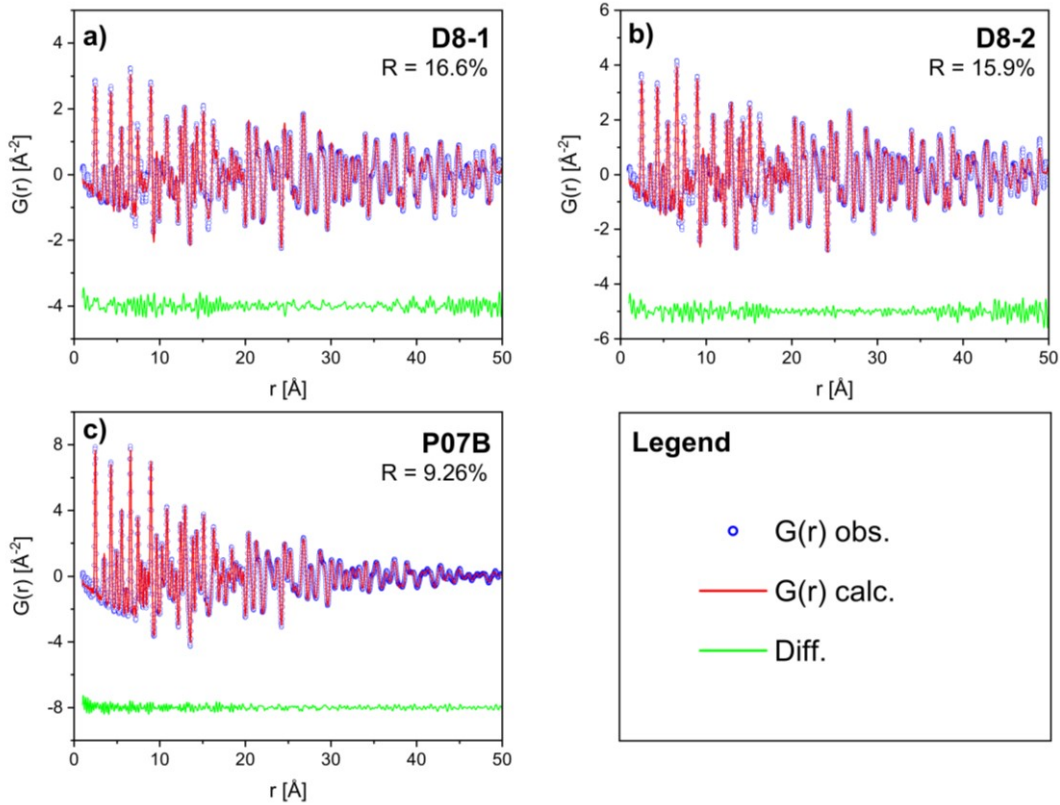 a)
D8-1
R = 16.6%
4
2
0
-2
-4
G(r) [Å-2]
0
10
20
30
40
50
r [Å]
b)
D8-2
R = 15.9%
6
4
2
0
-2
-4
-6
G(r) [Å-2]
0
10
20
30
40
50
r [Å]
c)
P07B
R = 9.26%
8
4
0
-4
-8
G(r) [Å-2]
0
10
20
30
40
50
r [Å]
Legend
G(r) obs.
G(r) calc.
Diff.